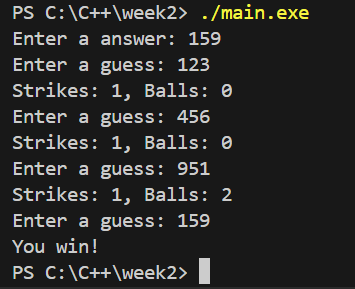 PS C:\C++\week2> ./main.exe
Enter a answer: 159
Enter a guess: 123
Strikes: 1, Balls: 0
Enter a guess: 456
Strikes: 1, Balls: 0
Enter a guess: 951
Strikes: 1, Balls: 2
Enter a guess: 159
You win!
PS C:\C++\week2>